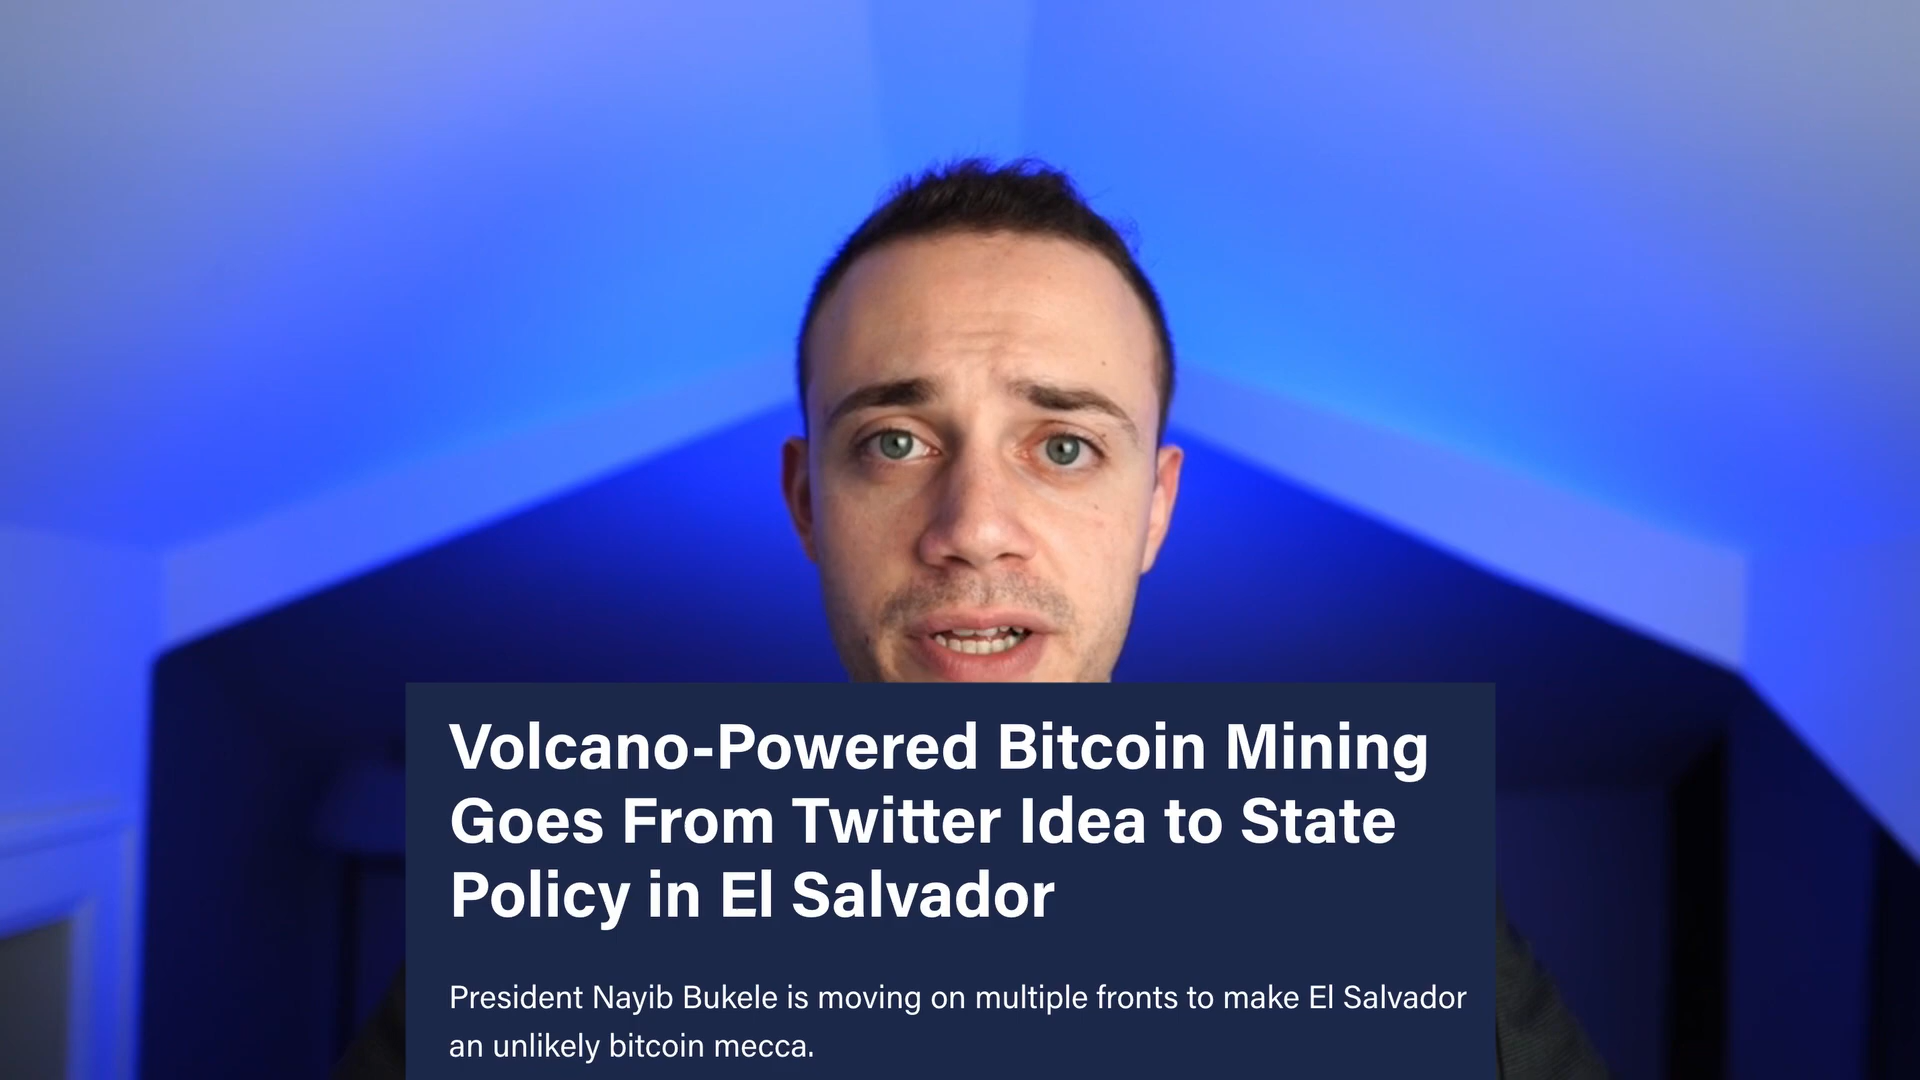 Volcano-Powered Bitcoin Mining
Goes From Twitter Idea to State
Policy in El Salvador
President Nayib Bukele is moving on multiple fronts to make El Salvador
an unlikely bitcoin mecca.